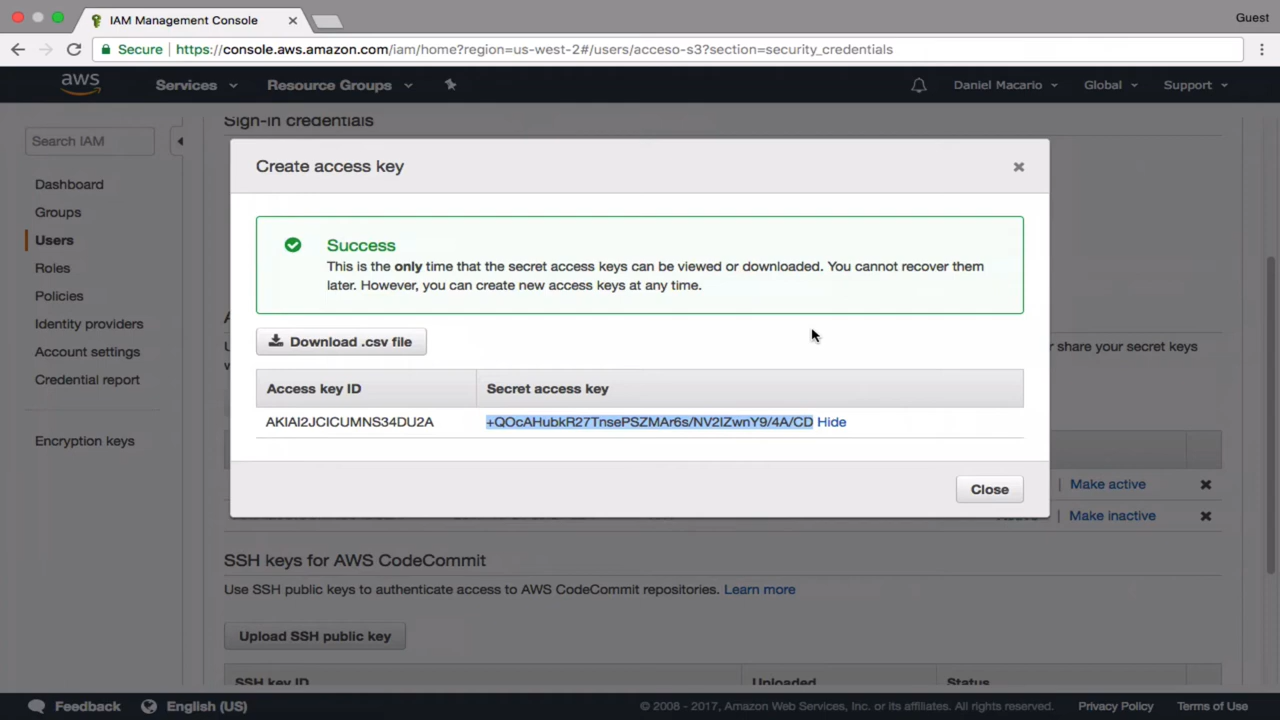 IAM Management Console
Guest
Secure https://console.aws.amazon.com/iam/home?region=us-west-2#/users/acceso-s3?section=security_credentials
aws Services Resource Groups Daniel Macario Global Support
Search IAM
Dashboard
Groups
Users
Roles
Policies
Identity providers
Account settings
Credential report
Encryption keys
Sign-in credentials
Create access key
Success
This is the only time that the secret access keys can be viewed or downloaded. You cannot recover them
later. However, you can create new access keys at any time.
Download .csv file
r share your secret keys
Access key ID Secret access key
AKIAI2JCICUMNS34DU2A Hide
Close
Make active
Make inactive
SSH keys for AWS CodeCommit
Use SSH public keys to authenticate access to AWS CodeCommit repositories. Learn more
Upload SSH public key
SSH key ID Uploaded Status
Feedback English (US) © 2008 - 2017, Amazon Web Services, Inc. or its affiliates. All rights reserved. Privacy Policy Terms of Use